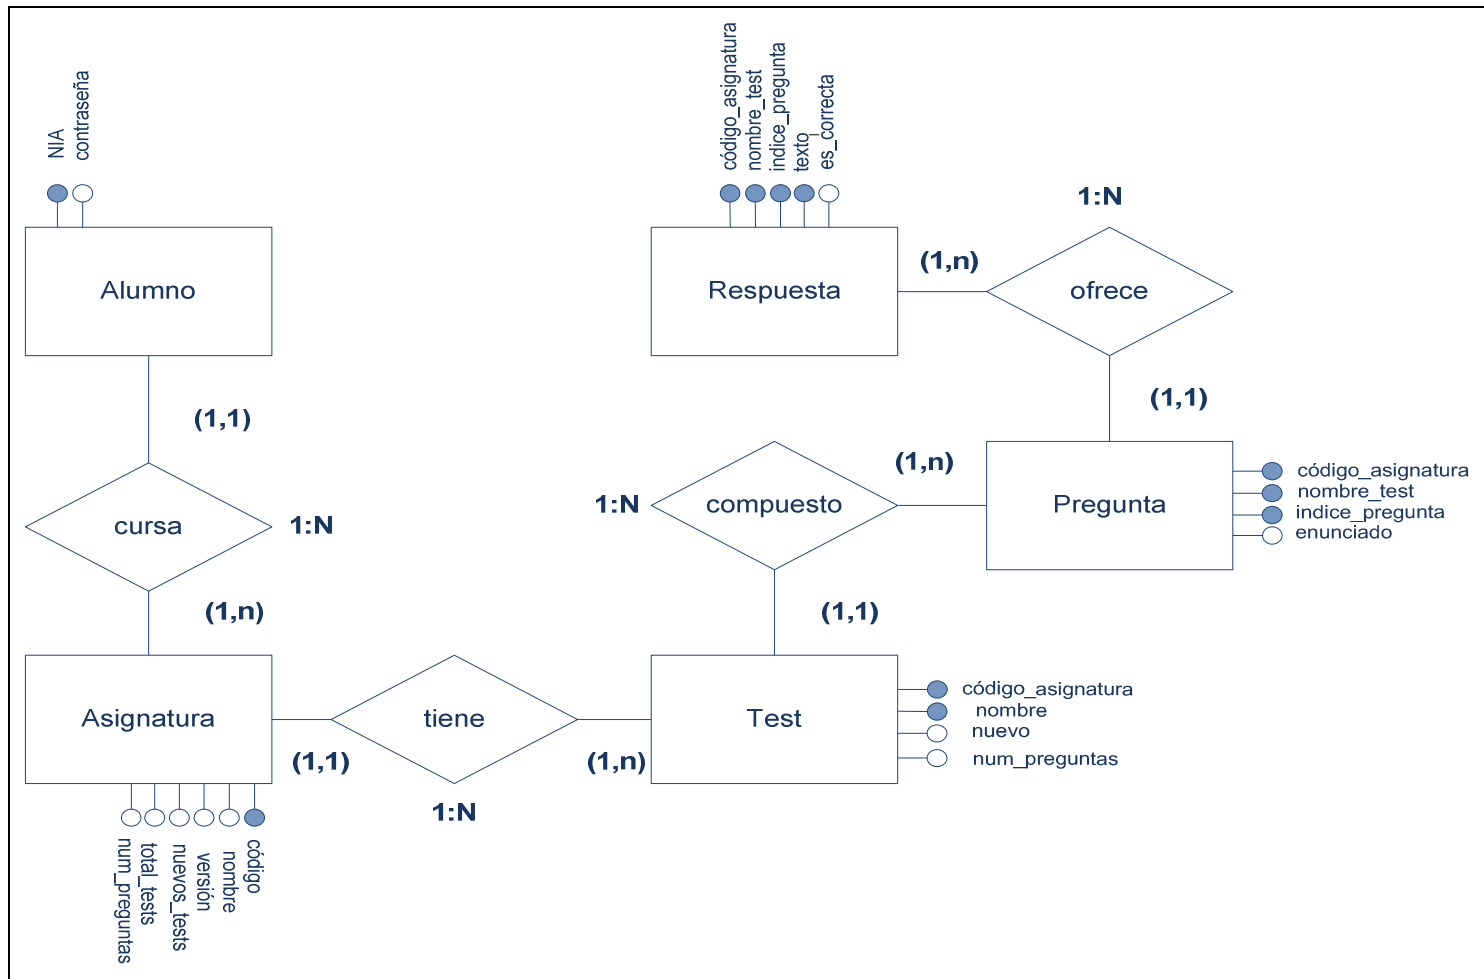 NIA
contraseña
Alumno
(1,1)
cursa
1:N
(1,n)
Asignatura
num_preguntas
total_tests
nuevos_tests
versión
nombre
código
(1,1)
tiene
1:N
(1,n)
Test
código_asignatura
nombre
nuevo
num_preguntas
(1,1)
compuesto
1:N
(1,n)
Pregunta
código_asignatura
nombre_test
indice_pregunta
enunciado
(1,1)
ofrece
1:N
(1,n)
Respuesta
código_asignatura
nombre_test
indice_pregunta
texto
es_correcta